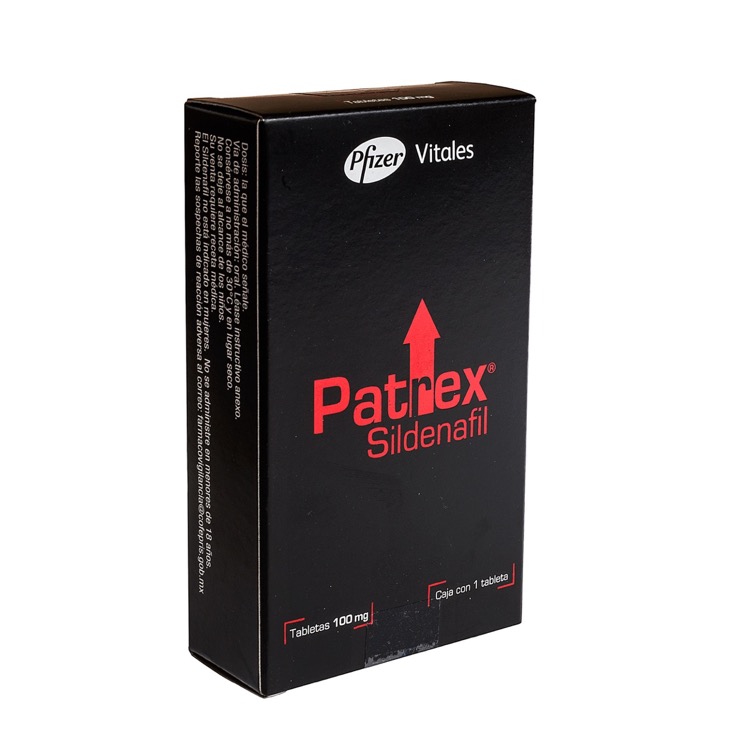 Tabletas 100 mg
Pfizer Vitales
Patrex®
Sildenafil
Tabletas 100 mg
Caja con 1 tableta
Dosis: la que el médico señale.
Vía de administración: oral. Léase instructivo anexo.
Consérvese a no más de 30°C y en lugar seco.
No se deje al alcance de los niños.
Su venta requiere receta médica.
El Sildenafil no está indicado en mujeres. No se administre en menores de 18 años.
Reporte las sospechas de reacción adversa al correo: farmacovigilancia@cofepris.gob.mx